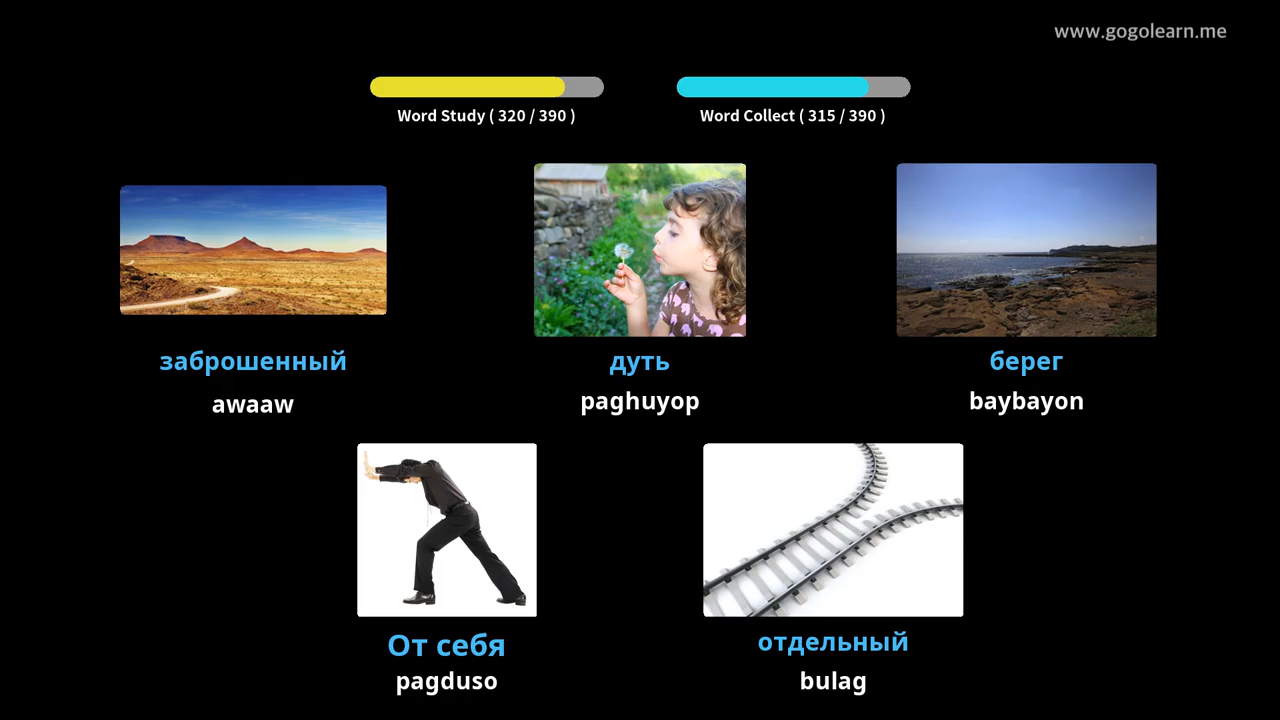 www.gogolearn.me
Word Study ( 320 / 390 )
Word Collect ( 315 / 390 )
заброшенный
awaaw
дуть
paghuyop
берег
baybayon
От себя
pagduso
отдельный
bulag